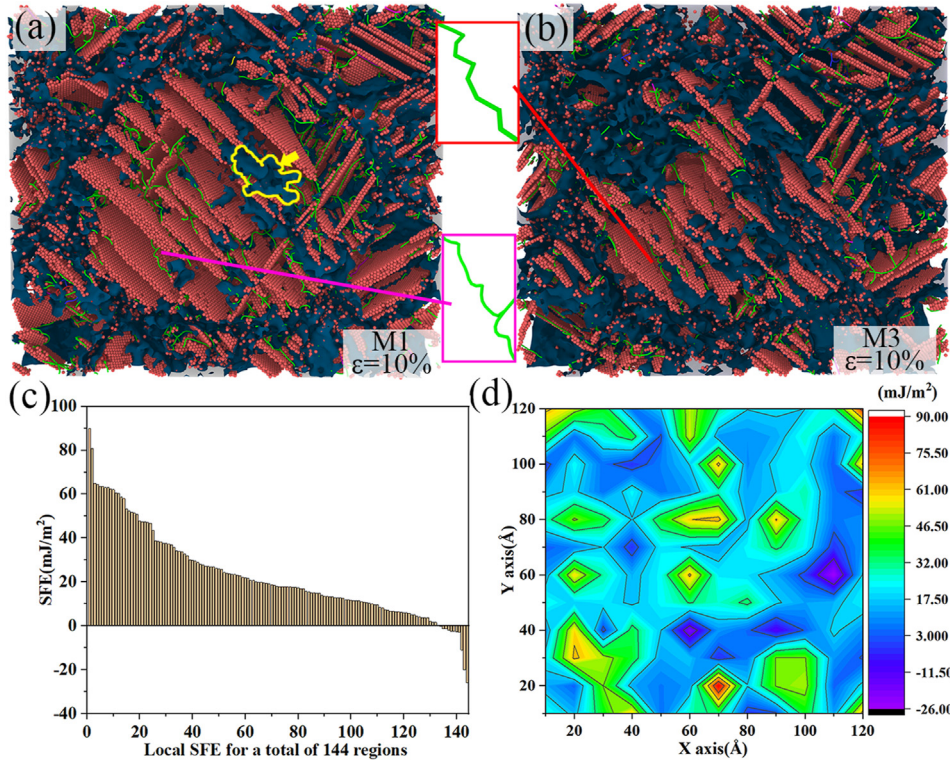 (a)
(b)
M1
ε=10%
M3
ε=10%
(c)
100
80
60
40
20
0
-20
-40
SFE(mJ/m²)
0
20
40
60
80
100
120
140
Local SFE for a total of 144 regions
(d)
120
100
80
60
40
20
Y axis(Å)
20
40
60
80
100
120
X axis(Å)
(mJ/m²)
90.00
75.50
61.00
46.50
32.00
17.50
3.000
-11.50
-26.00